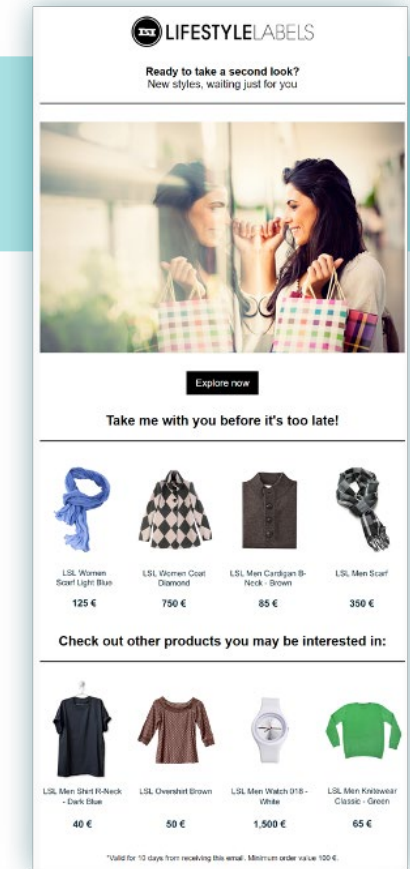 LSL LIFESTYLELABELS
Ready to take a second look?
New styles, waiting just for you
Explore now
Take me with you before it's too late!
LSL Women
Scarf Light Blue
125 €
LSL Women Coat
Diamond
750 €
LSL Men Cardigan B-
Neck - Brown
85 €
LSL Men Scarf
350 €
Check out other products you may be interested in:
LSL Men Shirt R-Neck
- Dark Blue
40 €
LSL Overshirt Brown
50 €
LSL Men Watch 018 -
White
1,500 €
LSL Men Knitwear
Classic - Green
65 €
*Valid for 10 days from receiving this email. Minimum order value 100 €.